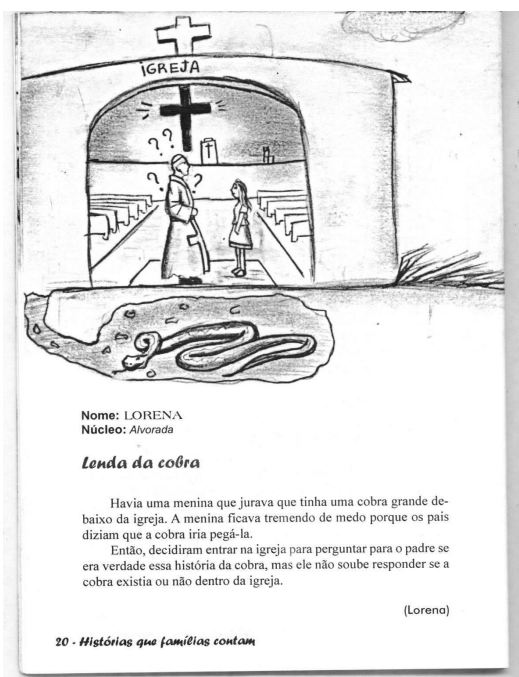 IGREJA
? ? ? ?
Nome: LORENA
Núcleo: Alvorada
Lenda da cobra
Havia uma menina que jurava que tinha uma cobra grande de-
baixo da igreja. A menina ficava tremendo de medo porque os pais
diziam que a cobra iria pegá-la.
Então, decidiram entrar na igreja para perguntar para o padre se
era verdade essa história da cobra, mas ele não soube responder se a
cobra existia ou não dentro da igreja.
(Lorena)
20 - Histórias que famílias contam